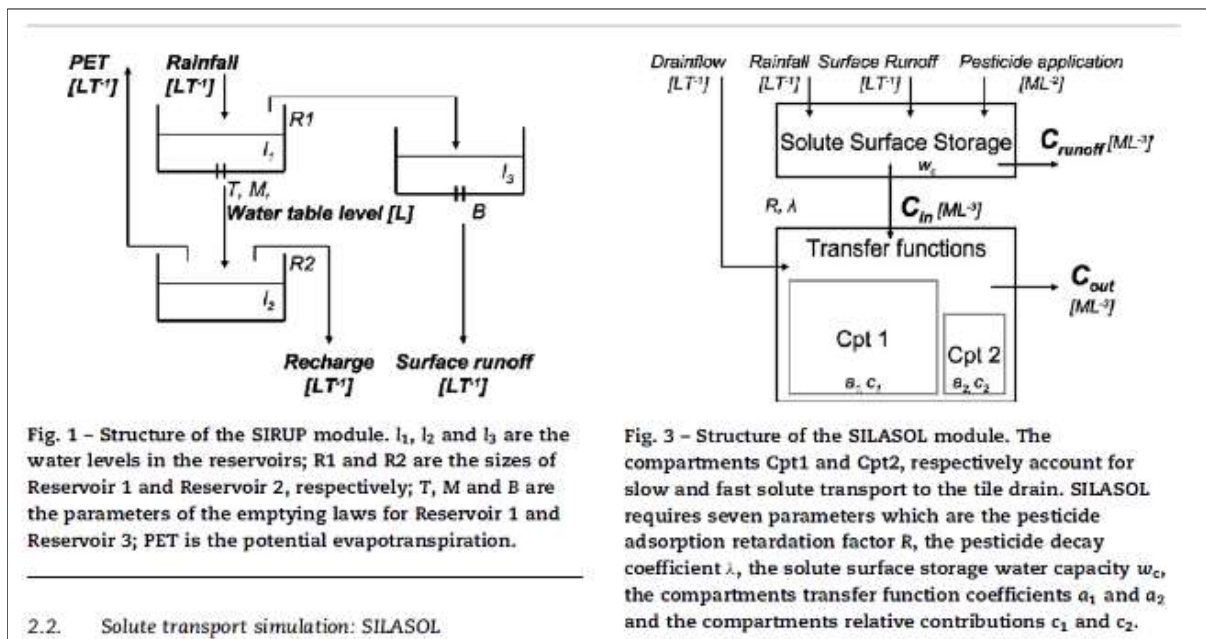 PET
[LT⁻¹]
Rainfall
[LT⁻¹]
R1
l₁
l₃
T, M,
Water table level [L]
B
R2
l₂
Recharge
[LT⁻¹]
Surface runoff
[LT⁻¹]
Fig. 1 – Structure of the SIRUP module. l₁, l₂ and l₃ are the
water levels in the reservoirs; R1 and R2 are the sizes of
Reservoir 1 and Reservoir 2, respectively; T, M and B are
the parameters of the emptying laws for Reservoir 1 and
Reservoir 3; PET is the potential evapotranspiration.
2.2. Solute transport simulation: SILASOL
Drainflow
[LT⁻¹]
Rainfall
[LT⁻¹]
Surface Runoff
[LT⁻¹]
Pesticide application
[ML⁻²]
Solute Surface Storage
w꜀
C_runoff [ML⁻³]
R, λ
C_in [ML⁻³]
Transfer functions
C_out
[ML⁻³]
Cpt 1
a₁, c₁
Cpt 2
a₂, c₂
Fig. 3 – Structure of the SILASOL module. The
compartments Cpt1 and Cpt2, respectively account for
slow and fast solute transport to the tile drain. SILASOL
requires seven parameters which are the pesticide
adsorption retardation factor R, the pesticide decay
coefficient λ, the solute surface storage water capacity w꜀,
the compartments transfer function coefficients a₁ and a₂
and the compartments relative contributions c₁ and c₂.